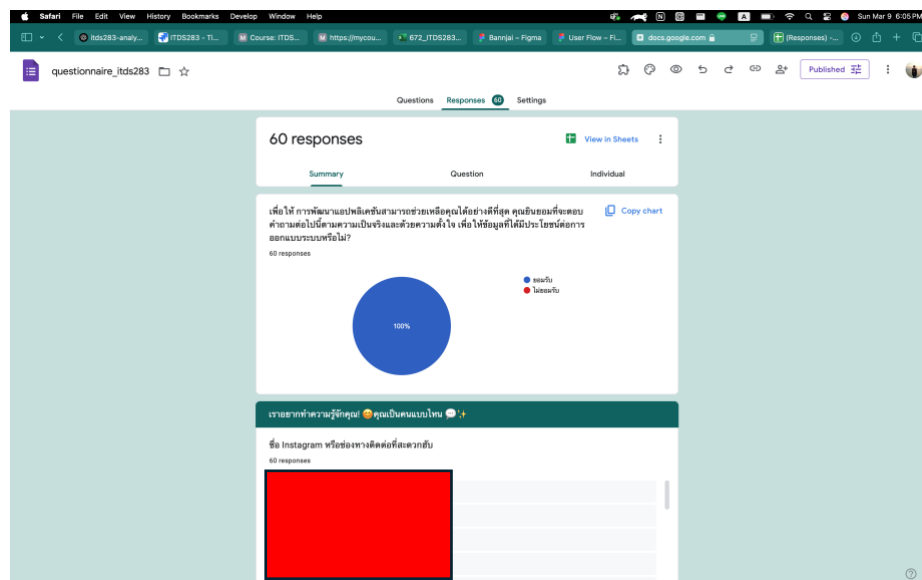 Safari File Edit View History Bookmarks Develop Window Help
Sun Mar 9 6:05PM
itds283-analy...
ITDS283 – Ti...
Course: ITDS...
https://mycou...
672_ITDS283...
Bannjai – Figma
User Flow – Fi...
docs.google.com
(Responses) -...
questionnaire_itds283
Published
Questions Responses 60 Settings
60 responses
View in Sheets
Summary Question Individual
เพื่อให้ การพัฒนาแอปพลิเคชันสามารถช่วยเหลือคุณได้อย่างดีที่สุด คุณยินยอมที่จะตอบ
คำถามต่อไปนี้ตามความเป็นจริงและด้วยความตั้งใจ เพื่อให้ข้อมูลที่ได้มีประโยชน์ต่อการ
ออกแบบระบบหรือไม่?
Copy chart
60 responses
ยอมรับ
ไม่ยอมรับ
100%
เราอยากทำความรู้จักคุณ! 😊คุณเป็นคนแบบไหน 💬✨
ชื่อ Instagram หรือช่องทางติดต่อที่สะดวกฮับ
60 responses